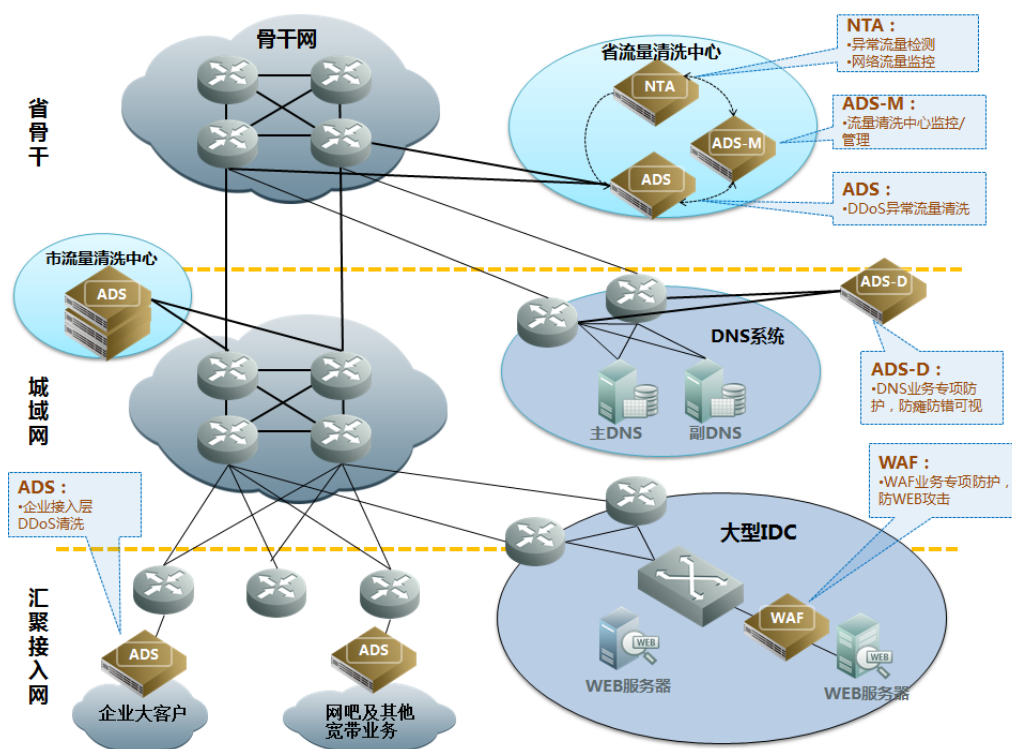 骨干网
省流量清洗中心
NTA
ADS-M
ADS
NTA：
•异常流量检测
•网络流量监控
ADS-M：
•流量清洗中心监控/
管理
ADS：
•DDoS异常流量清洗
省骨干
市流量清洗中心
ADS
ADS-D
DNS系统
主DNS
副DNS
ADS-D：
•DNS业务专项防
护，防瘫防错可视
城域网
ADS：
•企业接入层
DDoS清洗
WAF：
•WAF业务专项防护，
防WEB攻击
大型IDC
WAF
WEB
WEB服务器
WEB
WEB服务器
汇聚接入网
ADS
企业大客户
ADS
网吧及其他
宽带业务